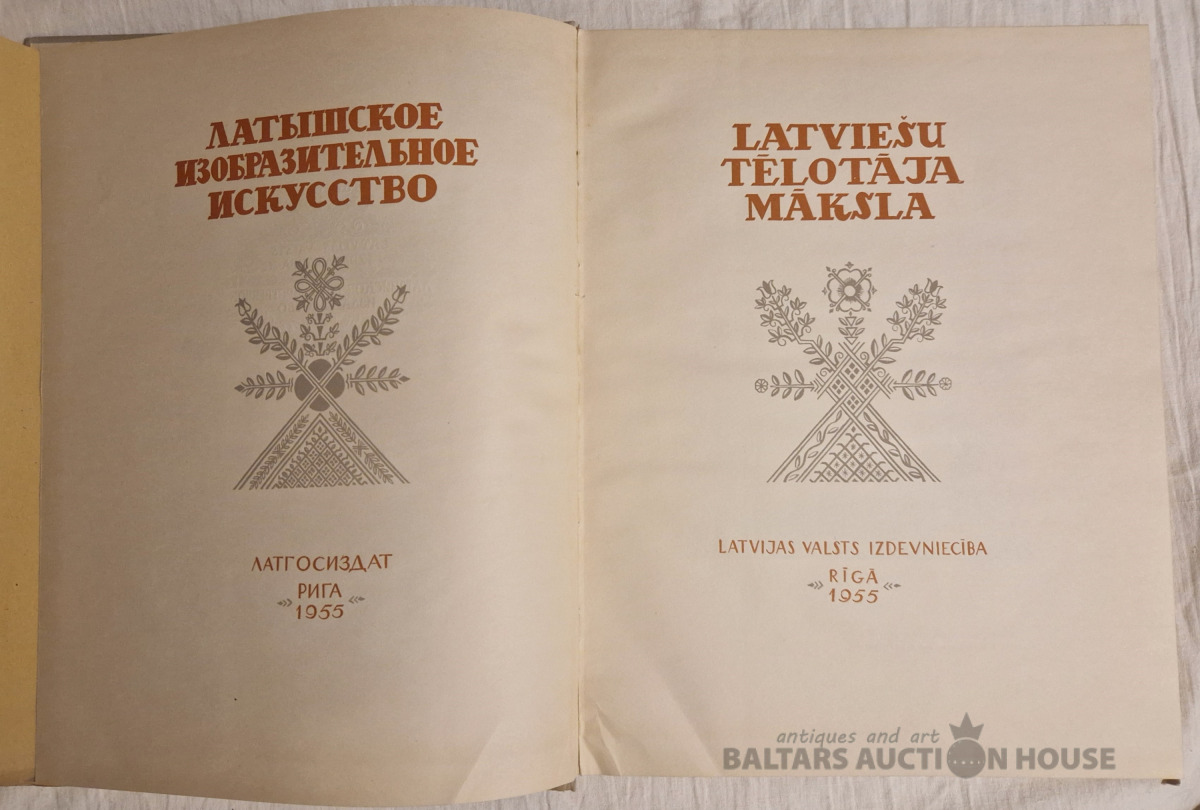 ЛАТЫШСКОЕ
ИЗОБРАЗИТЕЛЬНОЕ
ИСКУССТВО
ЛАТГОСИЗДАТ
РИГА
1955
LATVIEŠU
TĒLOTĀJA
MĀKSLA
LATVIJAS VALSTS IZDEVNIECĪBA
RĪGĀ
1955
antiques and art
BALTARS AUCTION HOUSE